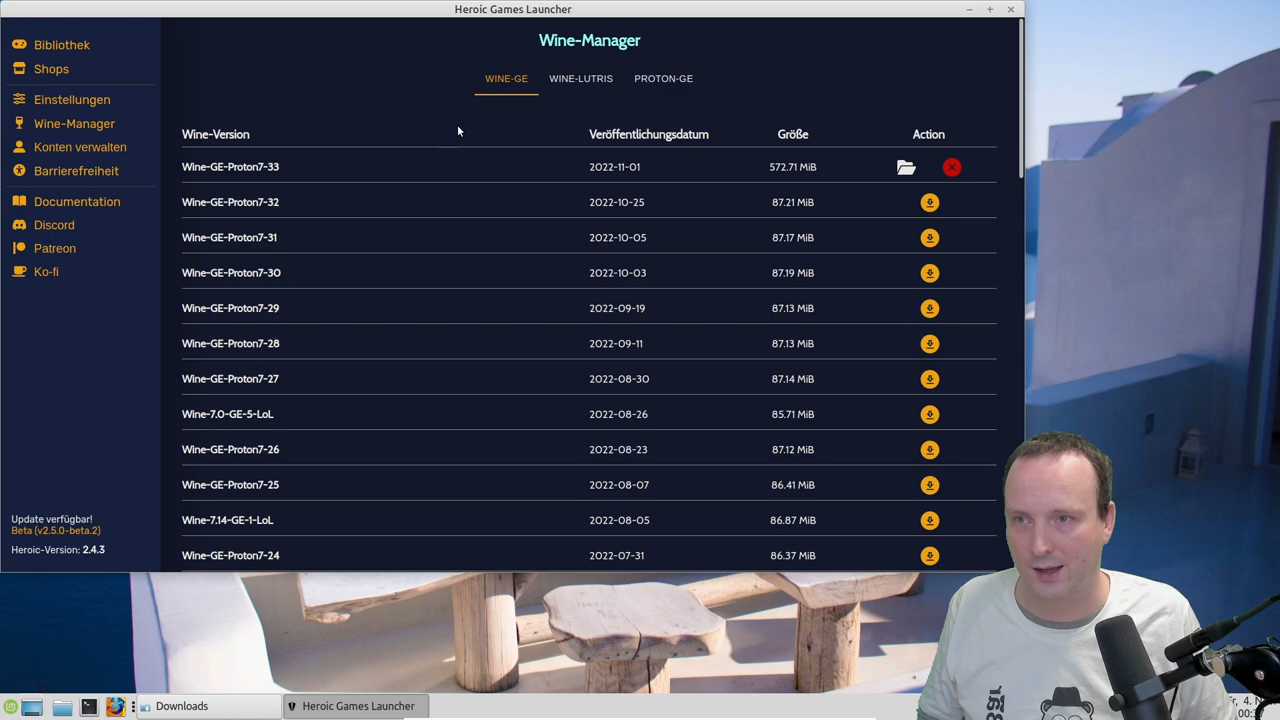 Heroic Games Launcher
Bibliothek
Shops
Einstellungen
Wine-Manager
Konten verwalten
Barrierefreiheit
Documentation
Discord
Patreon
Ko-fi
Update verfügbar!
Beta (v2.5.0-beta.2)
Heroic-Version: 2.4.3
Wine-Manager
WINE-GE WINE-LUTRIS PROTON-GE
Wine-Version Veröffentlichungsdatum Größe Action
Wine-GE-Proton7-33 2022-11-01 572.71 MiB
Wine-GE-Proton7-32 2022-10-25 87.21 MiB
Wine-GE-Proton7-31 2022-10-05 87.17 MiB
Wine-GE-Proton7-30 2022-10-03 87.19 MiB
Wine-GE-Proton7-29 2022-09-19 87.13 MiB
Wine-GE-Proton7-28 2022-09-11 87.13 MiB
Wine-GE-Proton7-27 2022-08-30 87.14 MiB
Wine-7.0-GE-5-LoL 2022-08-26 85.71 MiB
Wine-GE-Proton7-26 2022-08-23 87.12 MiB
Wine-GE-Proton7-25 2022-08-07 86.41 MiB
Wine-7.14-GE-1-LoL 2022-08-05 86.87 MiB
Wine-GE-Proton7-24 2022-07-31 86.37 MiB
Downloads Heroic Games Launcher